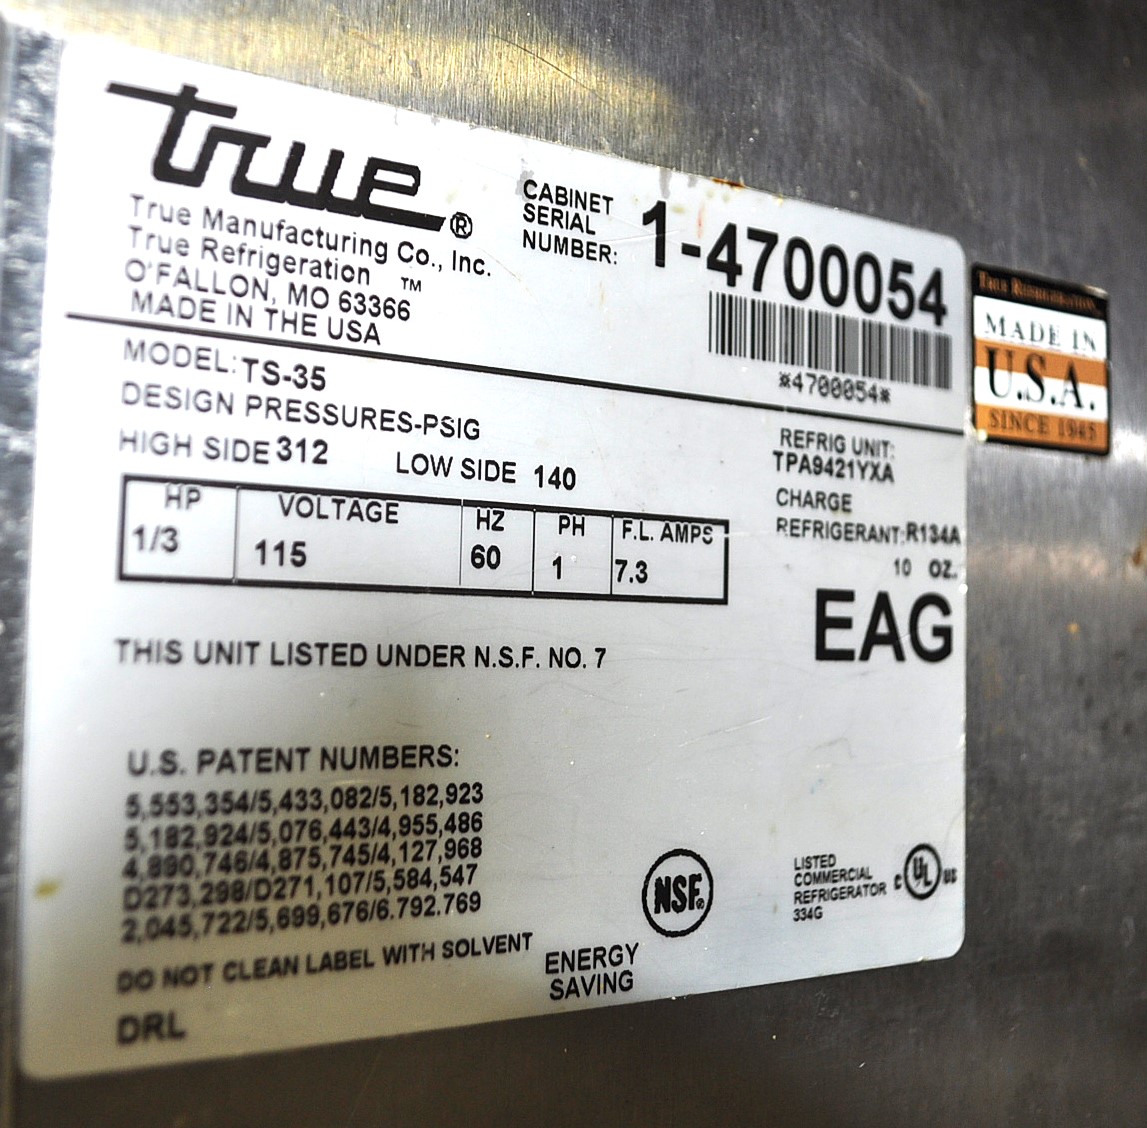 true®
True Manufacturing Co., Inc.
True Refrigeration ™
O'FALLON, MO 63366
MADE IN THE USA
CABINET
SERIAL
NUMBER:
1-4700054
*4700054*
TRUE REFRIGERATION
MADE IN
U.S.A.
SINCE 1945
MODEL: TS-35
DESIGN PRESSURES-PSIG
HIGH SIDE 312 LOW SIDE 140
REFRIG UNIT:
TPA9421YXA
CHARGE
REFRIGERANT: R134A
10 OZ.
HP VOLTAGE HZ PH F.L. AMPS
1/3 115 60 1 7.3
EAG
THIS UNIT LISTED UNDER N.S.F. NO. 7
U.S. PATENT NUMBERS:
5,553,354/5,433,082/5,182,923
5,182,924/5,076,443/4,955,486
4,890,746/4,875,745/4,127,968
D273,298/D271,107/5,584,547
2,045,722/5,699,676/6.792.769
DO NOT CLEAN LABEL WITH SOLVENT
DRL
ENERGY
SAVING
NSF®
LISTED
COMMERCIAL
REFRIGERATOR
334G
C UL US